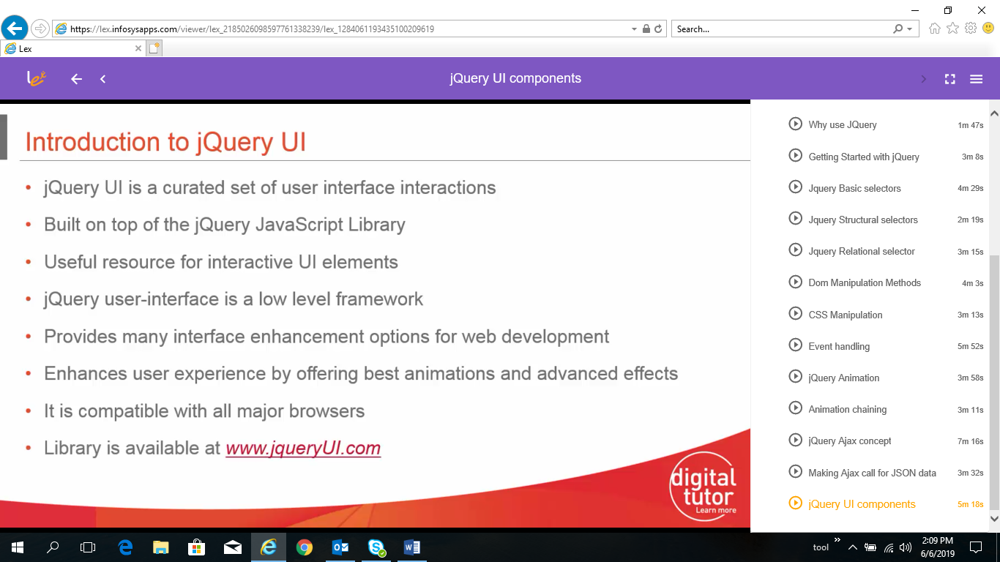 https://lex.infosysapps.com/viewer/lex_2185026098597761338239/lex_1284061193435100209619
Search...
Lex
lex
jQuery UI components
Introduction to jQuery UI
• jQuery UI is a curated set of user interface interactions
• Built on top of the jQuery JavaScript Library
• Useful resource for interactive UI elements
• jQuery user-interface is a low level framework
• Provides many interface enhancement options for web development
• Enhances user experience by offering best animations and advanced effects
• It is compatible with all major browsers
• Library is available at www.jqueryUI.com
digital
tutor
Learn more
Why use JQuery 1m 47s
Getting Started with jQuery 3m 8s
Jquery Basic selectors 4m 29s
Jquery Structural selectors 2m 19s
Jquery Relational selector 3m 15s
Dom Manipulation Methods 4m 3s
CSS Manipulation 3m 13s
Event handling 5m 52s
jQuery Animation 3m 58s
Animation chaining 3m 11s
jQuery Ajax concept 7m 16s
Making Ajax call for JSON data 3m 32s
jQuery UI components 5m 18s
tool
2:09 PM
6/6/2019